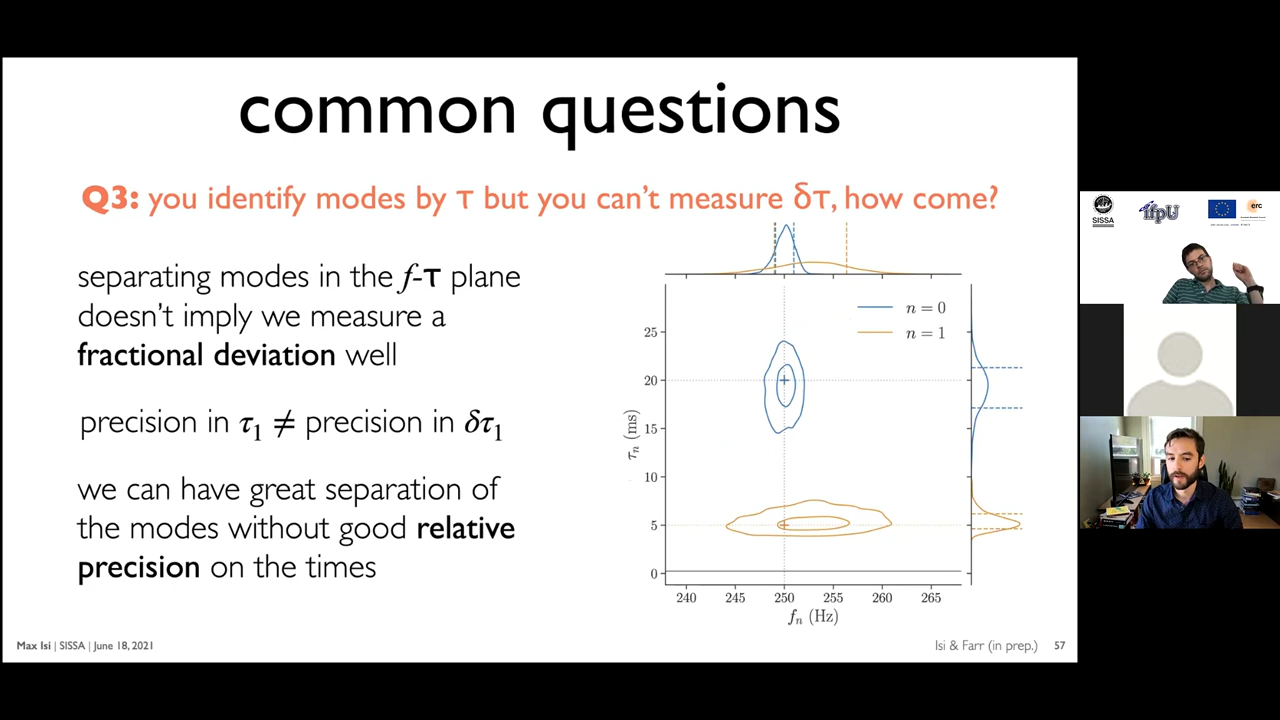 common questions
Q3: you identify modes by τ but you can't measure δτ, how come?
separating modes in the f-τ plane
doesn't imply we measure a
fractional deviation well
precision in τ1 ≠ precision in δτ1
we can have great separation of
the modes without good relative
precision on the times
n = 0
n = 1
25
20
15
10
5
0
τn (ms)
240 245 250 255 260 265
fn (Hz)
Max Isi | SISSA | June 18, 2021
Isi & Farr (in prep.) 57
SISSA
ifpU
erc